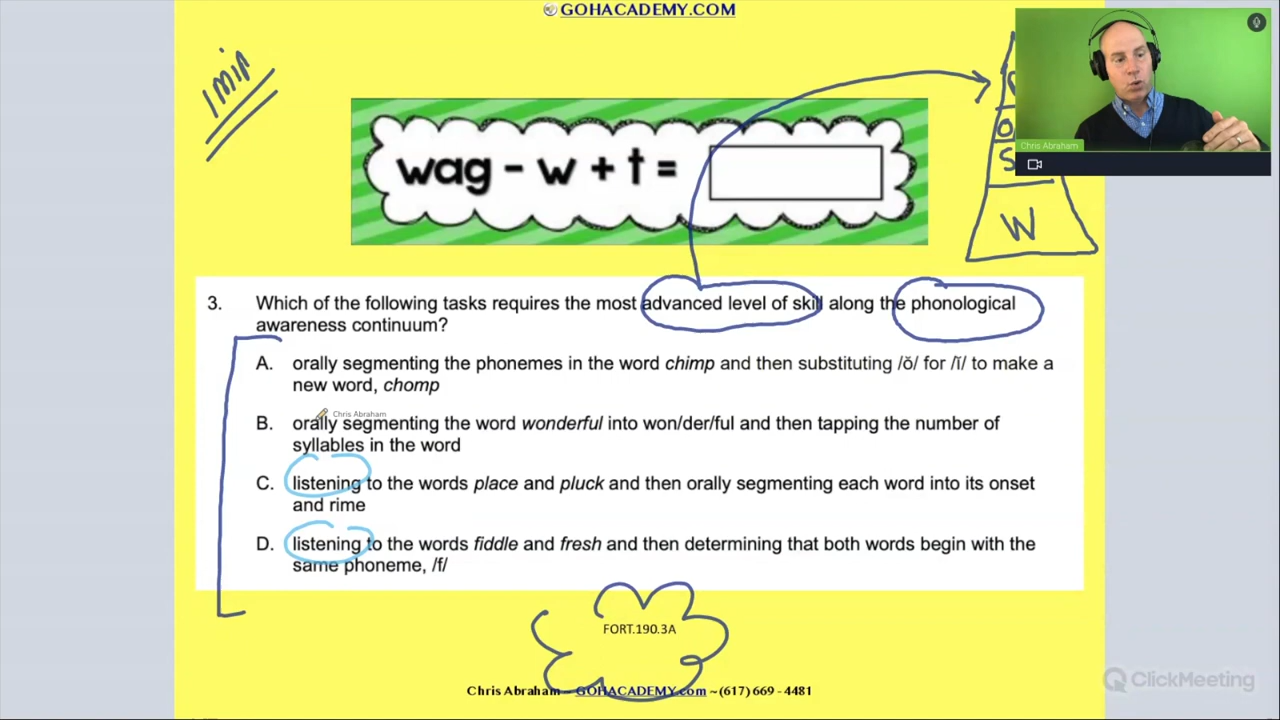 GOHACADEMY.COM
1 min
wag - w + t =
O
S
W
Chris Abraham
3. Which of the following tasks requires the most advanced level of skill along the phonological
awareness continuum?
A. orally segmenting the phonemes in the word chimp and then substituting /ŏ/ for /ĭ/ to make a
new word, chomp
Chris Abraham
B. orally segmenting the word wonderful into won/der/ful and then tapping the number of
syllables in the word
C. listening to the words place and pluck and then orally segmenting each word into its onset
and rime
D. listening to the words fiddle and fresh and then determining that both words begin with the
same phoneme, /f/
FORT.190.3A
Chris Abraham – GOHACADEMY.com ~(617) 669 - 4481
ClickMeeting